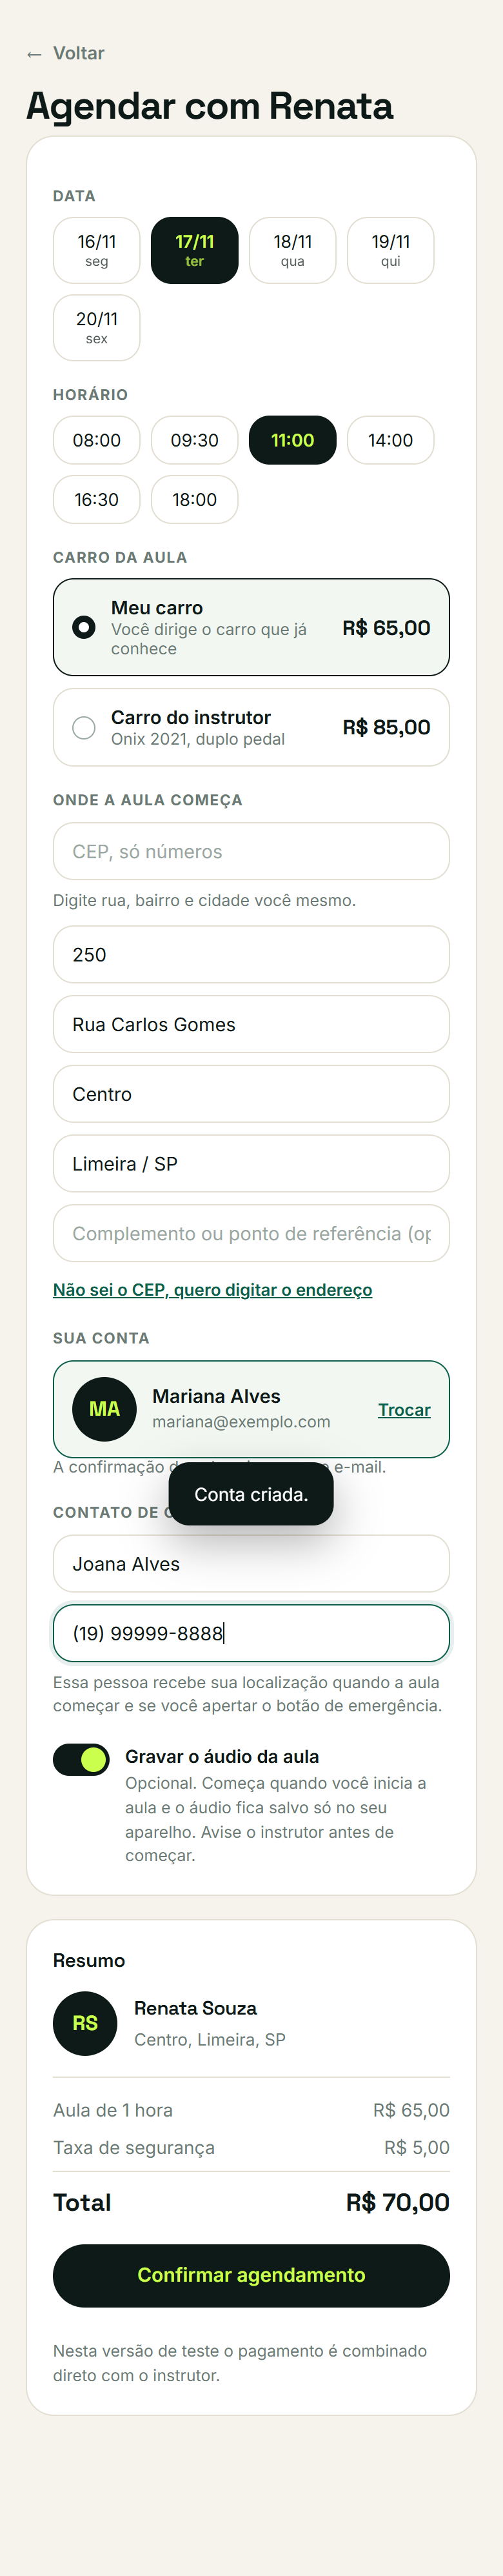 ← Voltar
Agendar com Renata
DATA
16/11
seg
17/11
ter
18/11
qua
19/11
qui
20/11
sex
HORÁRIO
08:00
09:30
11:00
14:00
16:30
18:00
CARRO DA AULA
Meu carro
Você dirige o carro que já
conhece
R$ 65,00
Carro do instrutor
Onix 2021, duplo pedal
R$ 85,00
ONDE A AULA COMEÇA
CEP, só números
Digite rua, bairro e cidade você mesmo.
250
Rua Carlos Gomes
Centro
Limeira / SP
Complemento ou ponto de referência (op
Não sei o CEP, quero digitar o endereço
SUA CONTA
MA
Mariana Alves
mariana@exemplo.com
Trocar
A confirmação e-mail.
Conta criada.
CONTATO DE
Joana Alves
(19) 99999-8888
Essa pessoa recebe sua localização quando a aula
começar e se você apertar o botão de emergência.
Gravar o áudio da aula
Opcional. Começa quando você inicia a
aula e o áudio fica salvo só no seu
aparelho. Avise o instrutor antes de
começar.
Resumo
RS
Renata Souza
Centro, Limeira, SP
Aula de 1 hora
R$ 65,00
Taxa de segurança
R$ 5,00
Total
R$ 70,00
Confirmar agendamento
Nesta versão de teste o pagamento é combinado
direto com o instrutor.